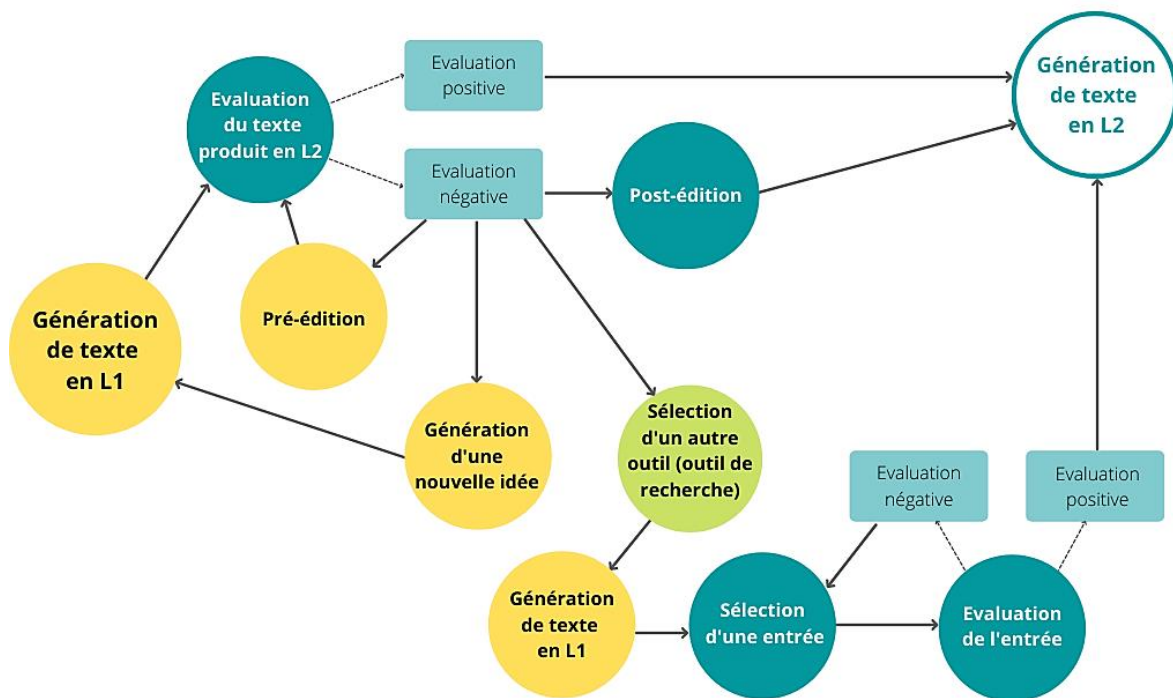 Evaluation
positive
Génération
de texte
en L2
Evaluation
du texte
produit en L2
Evaluation
négative
Post-édition
Génération
de texte
en L1
Pré-édition
Génération
d'une
nouvelle idée
Sélection
d'un autre
outil (outil de
recherche)
Evaluation
négative
Evaluation
positive
Génération
de texte
en L1
Sélection
d'une entrée
Evaluation
de l'entrée